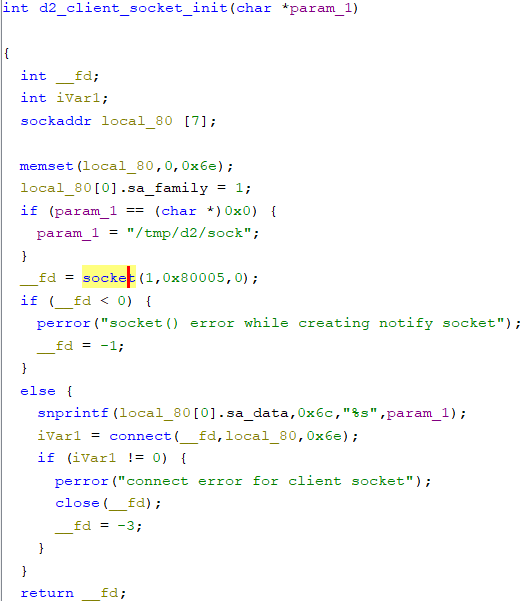 int d2_client_socket_init(char *param_1)
{
int __fd;
int iVar1;
sockaddr local_80 [7];
memset(local_80,0,0x6e);
local_80[0].sa_family = 1;
if (param_1 == (char *)0x0) {
param_1 = "/tmp/d2/sock";
}
__fd = socket(1,0x80005,0);
if (__fd < 0) {
perror("socket() error while creating notify socket");
__fd = -1;
}
else {
snprintf(local_80[0].sa_data,0x6c,"%s",param_1);
iVar1 = connect(__fd,local_80,0x6e);
if (iVar1 != 0) {
perror("connect error for client socket");
close(__fd);
__fd = -3;
}
}
return __fd;